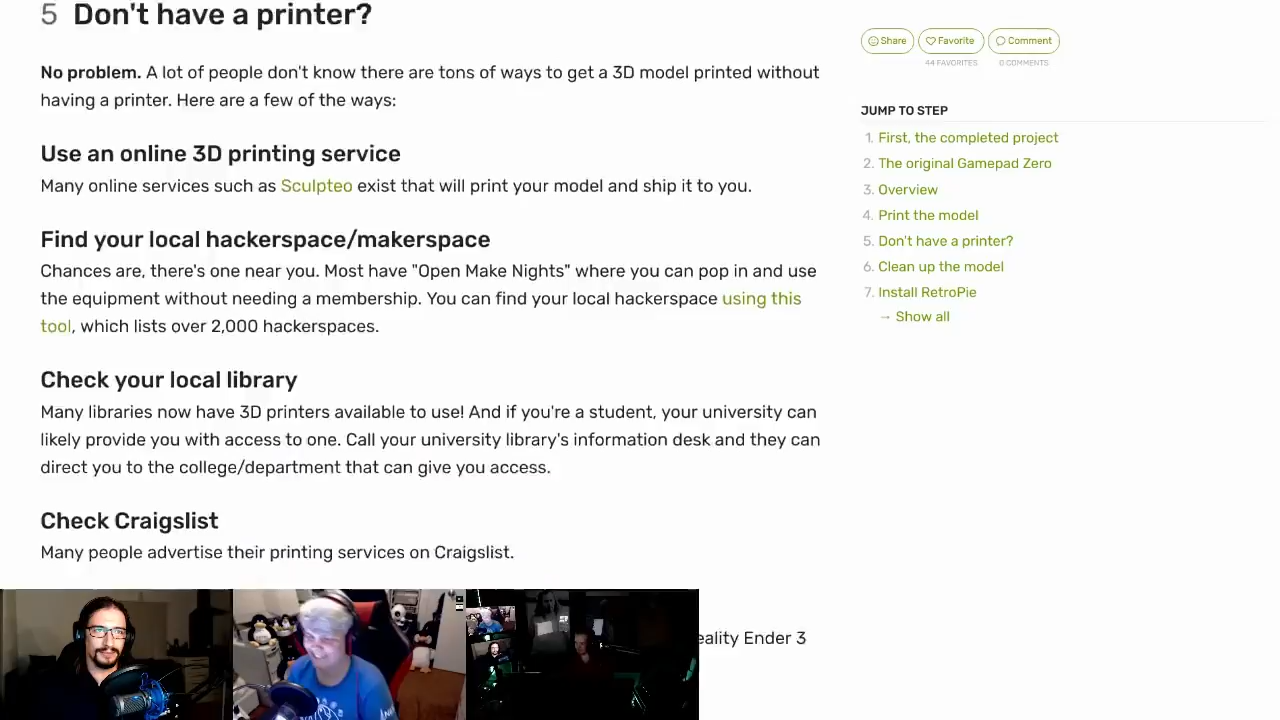 5 Don't have a printer?
No problem. A lot of people don't know there are tons of ways to get a 3D model printed without
having a printer. Here are a few of the ways:
Use an online 3D printing service
Many online services such as Sculpteo exist that will print your model and ship it to you.
Find your local hackerspace/makerspace
Chances are, there's one near you. Most have "Open Make Nights" where you can pop in and use
the equipment without needing a membership. You can find your local hackerspace using this
tool, which lists over 2,000 hackerspaces.
Check your local library
Many libraries now have 3D printers available to use! And if you're a student, your university can
likely provide you with access to one. Call your university library's information desk and they can
direct you to the college/department that can give you access.
Check Craigslist
Many people advertise their printing services on Craigslist.
eality Ender 3
Share Favorite Comment
44 FAVORITES 0 COMMENTS
JUMP TO STEP
1. First, the completed project
2. The original Gamepad Zero
3. Overview
4. Print the model
5. Don't have a printer?
6. Clean up the model
7. Install RetroPie
→ Show all